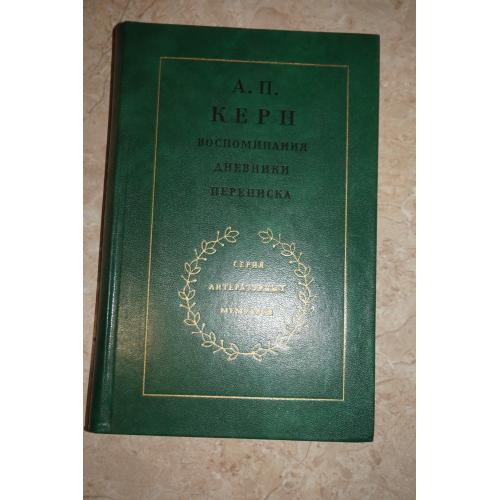 А. П.
КЕРН
ВОСПОМИНАНИЯ
ДНЕВНИКИ
ПЕРЕПИСКА
СЕРИЯ
ЛИТЕРАТУРНЫХ
МЕМУАРОВ